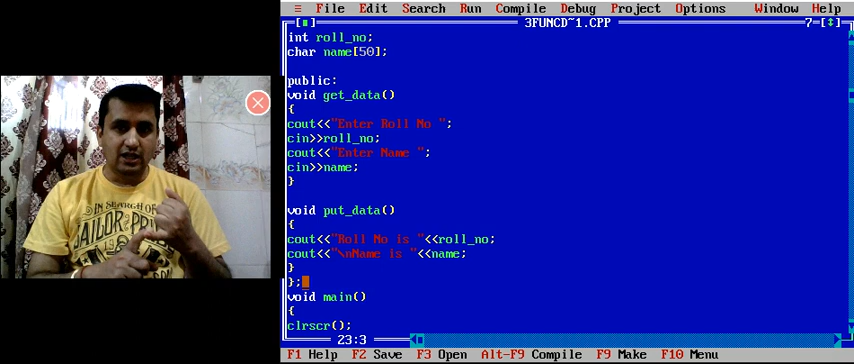 ≡ File Edit Search Run Compile Debug Project Options Window Help
3FUNCD~1.CPP 7=[↕]
int roll_no;
char name[50];
public:
void get_data()
{
cout<<"Enter Roll No ";
cin>>roll_no;
cout<<"Enter Name ";
cin>>name;
}
void put_data()
{
cout<<"Roll No is "<<roll_no;
cout<<"\nName is "<<name;
}
};
void main()
{
clrscr();
23:3
F1 Help F2 Save F3 Open Alt-F9 Compile F9 Make F10 Menu
IN SEARCH OF